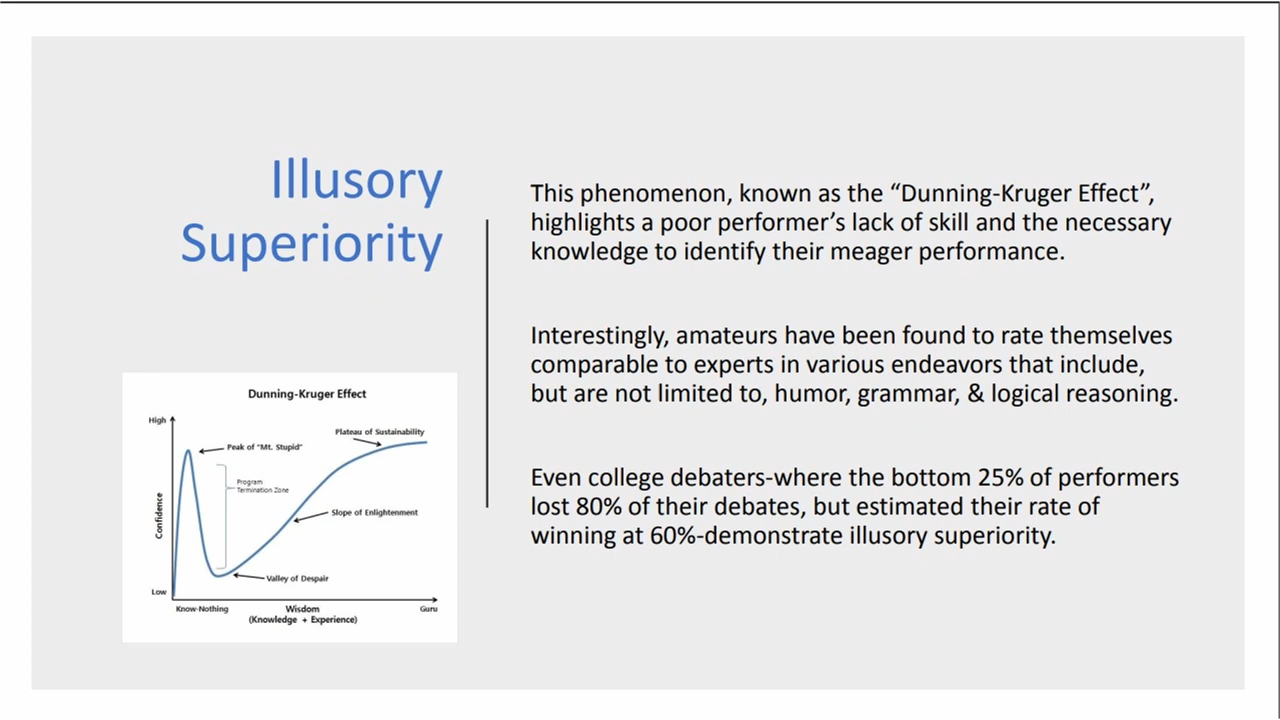 Illusory
Superiority
This phenomenon, known as the “Dunning-Kruger Effect”,
highlights a poor performer’s lack of skill and the necessary
knowledge to identify their meager performance.
Interestingly, amateurs have been found to rate themselves
comparable to experts in various endeavors that include,
but are not limited to, humor, grammar, & logical reasoning.
Even college debaters-where the bottom 25% of performers
lost 80% of their debates, but estimated their rate of
winning at 60%-demonstrate illusory superiority.
Dunning-Kruger Effect
High
Plateau of Sustainability
Peak of "Mt. Stupid"
Program
Termination Zone
Confidence
Slope of Enlightenment
Valley of Despair
Low
Know-Nothing
Wisdom
Guru
(Knowledge + Experience)